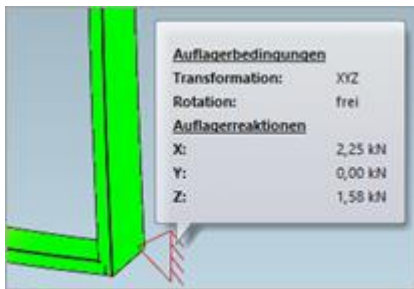 Auflagerbedingungen
Transformation: XYZ
Rotation: frei
Auflagerreaktionen
X: 2,25 kN
Y: 0,00 kN
Z: 1,58 kN